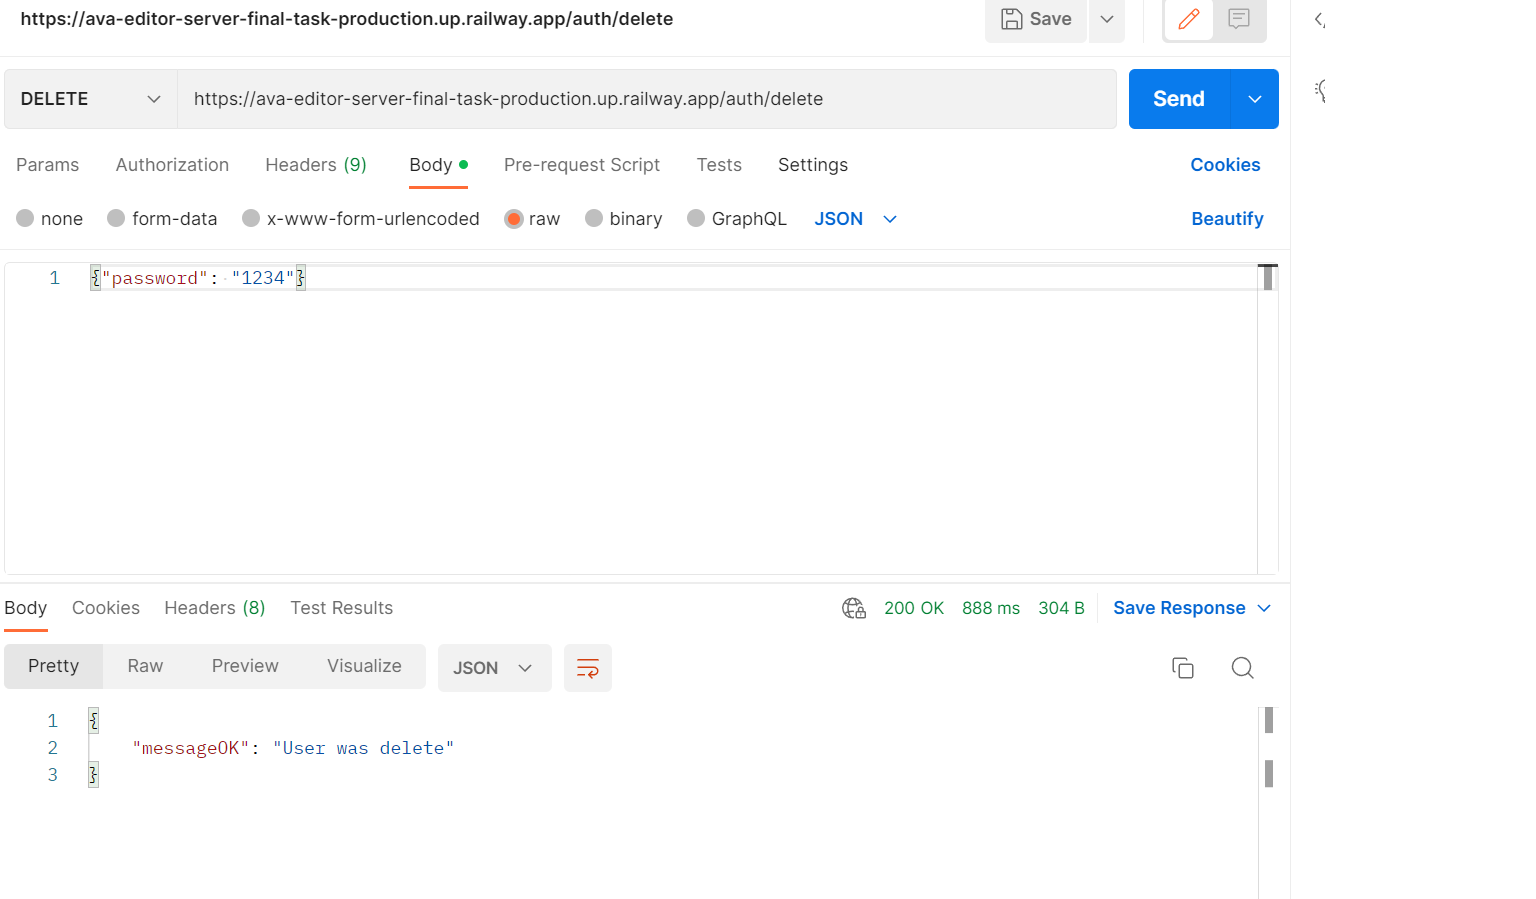 https://ava-editor-server-final-task-production.up.railway.app/auth/delete Save
DELETE https://ava-editor-server-final-task-production.up.railway.app/auth/delete Send
Params Authorization Headers (9) Body Pre-request Script Tests Settings Cookies
none form-data x-www-form-urlencoded raw binary GraphQL JSON Beautify
1 {"password": "1234"}
Body Cookies Headers (8) Test Results 200 OK 888 ms 304 B Save Response
Pretty Raw Preview Visualize JSON
1 {
2 "messageOK": "User was delete"
3 }